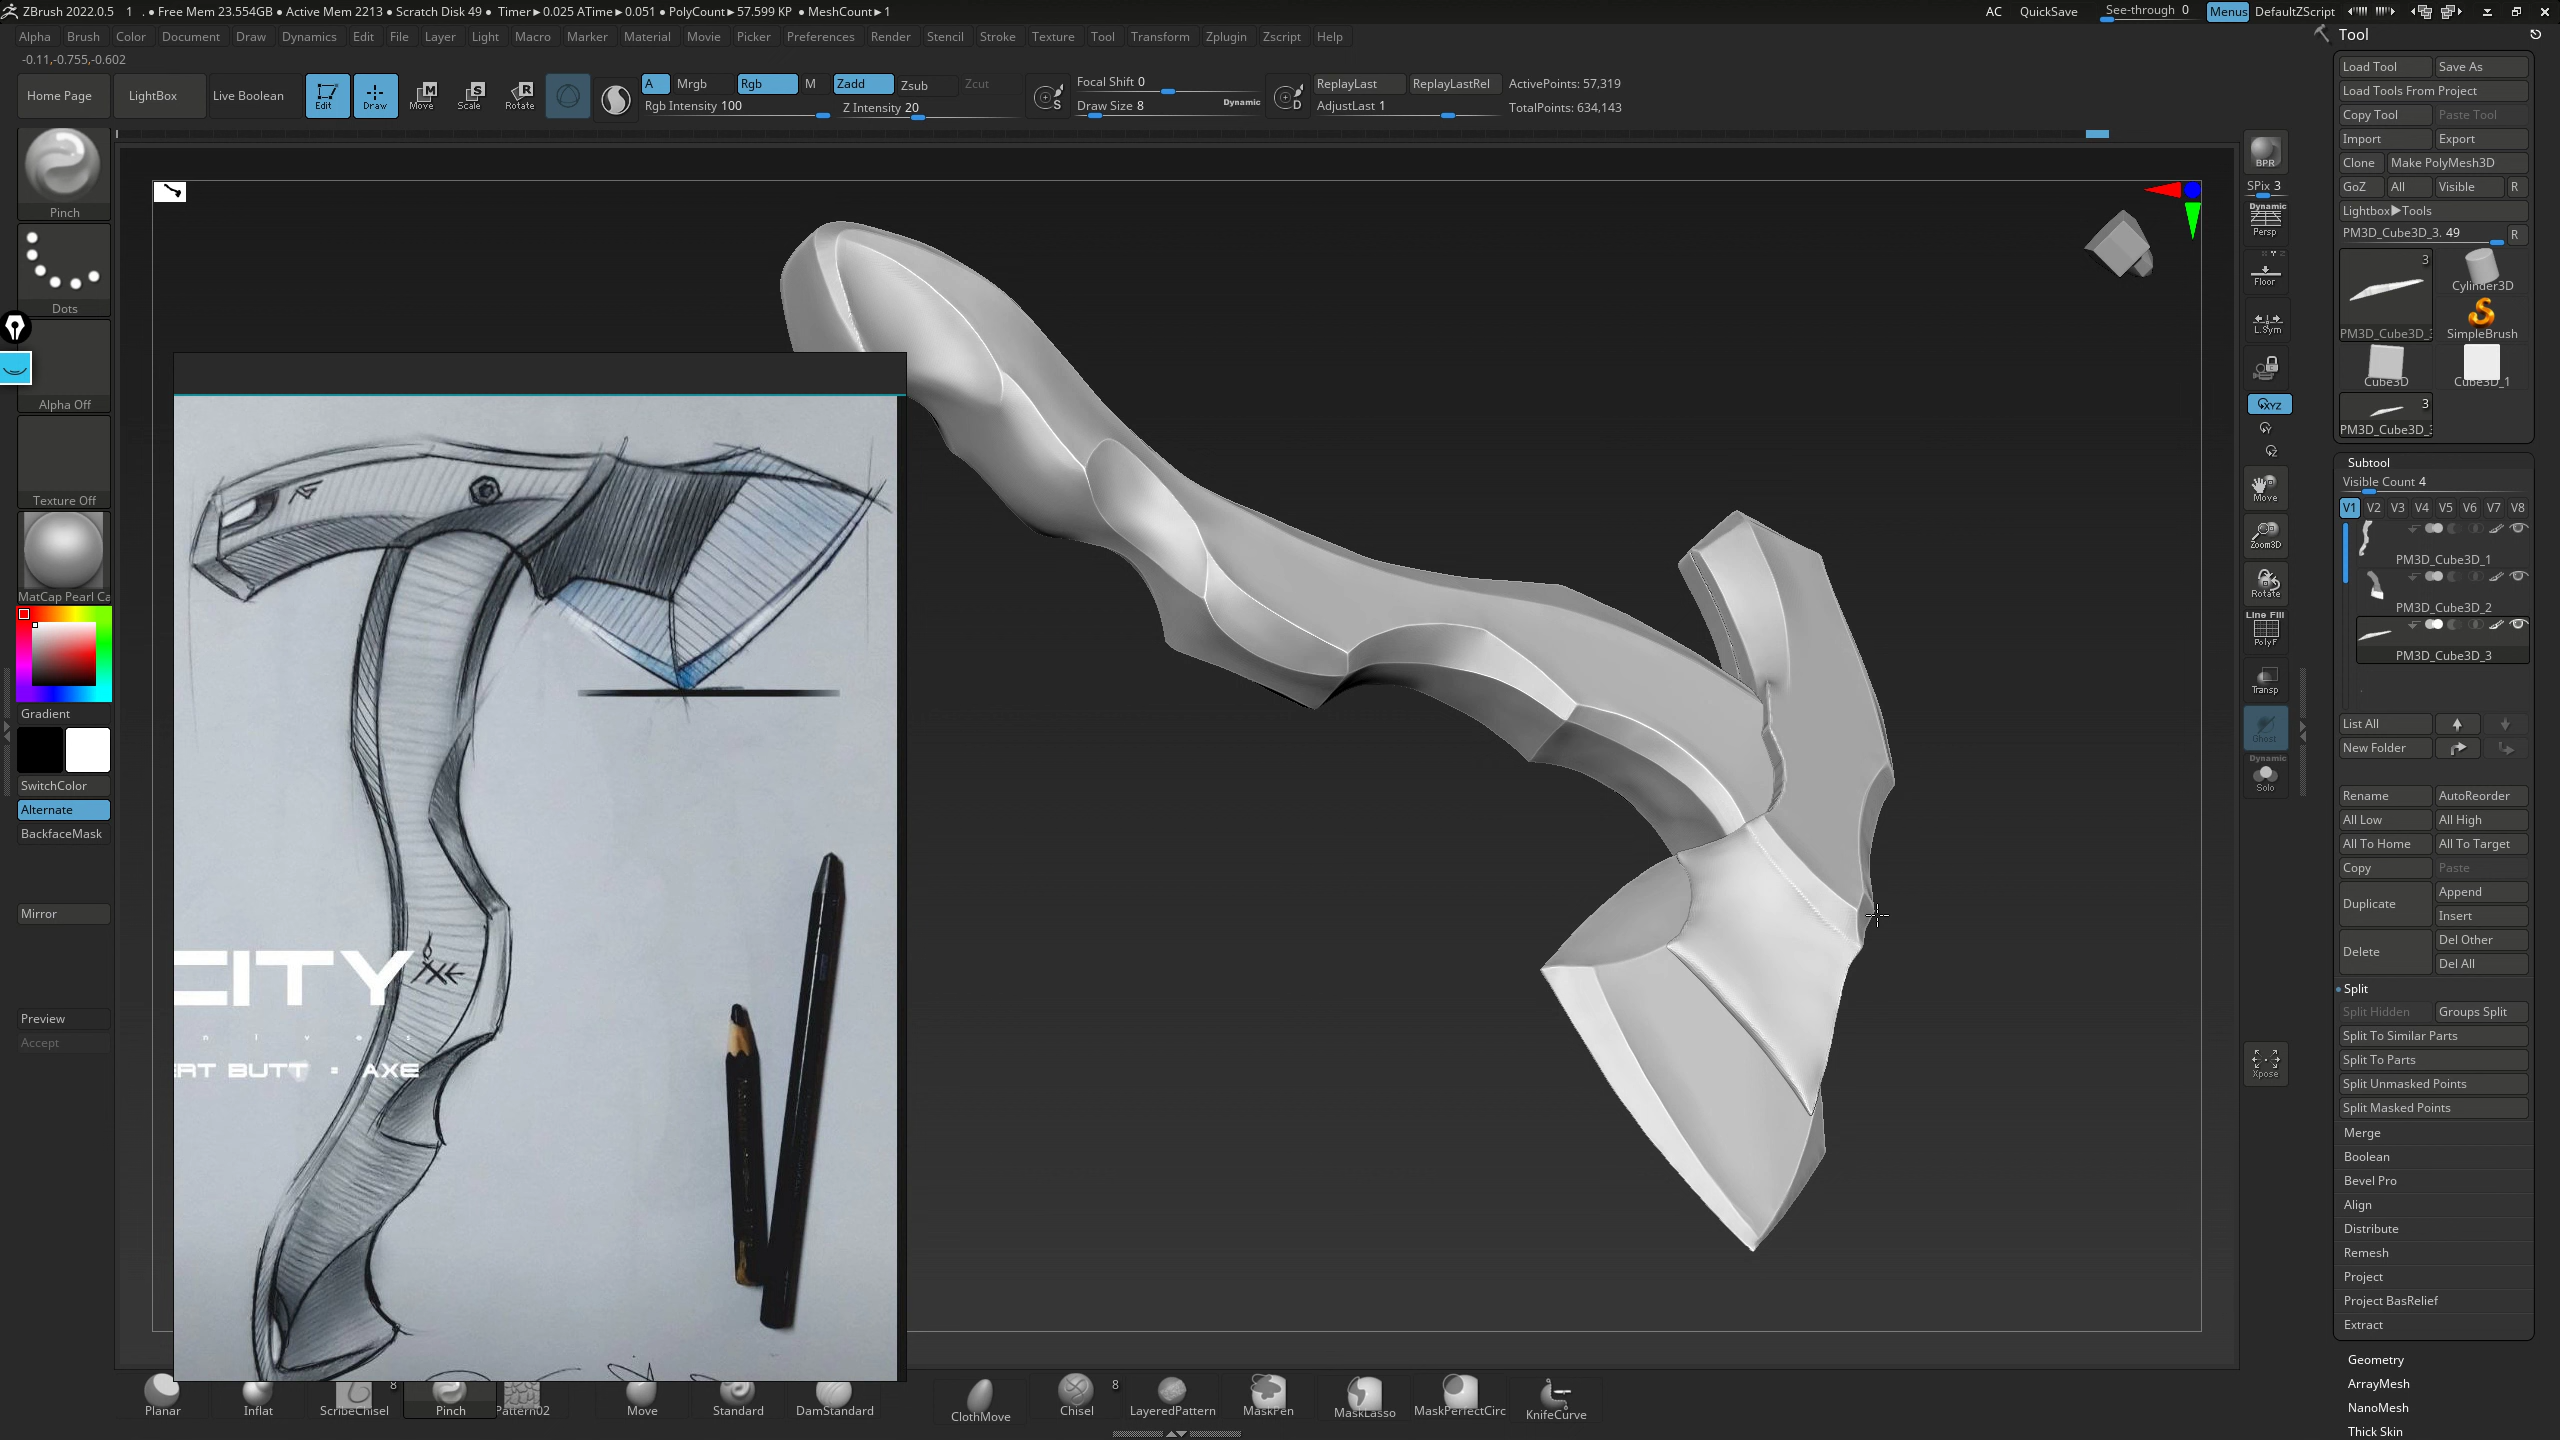 ZBrush 2022.0.5 1 . • Free Mem 23.554GB • Active Mem 2213 • Scratch Disk 49 • Timer►0.025 ATime►0.051 • PolyCount►57.599 KP • MeshCount►1
AC QuickSave See-through 0 Menus DefaultZScript
Alpha Brush Color Document Draw Dynamics Edit File Layer Light Macro Marker Material Movie Picker Preferences Render Stencil Stroke Texture Tool Transform Zplugin Zscript Help
-0.11,-0.755,-0.602
Home Page LightBox Live Boolean Edit Draw Move Scale Rotate
A Mrgb Rgb M Zadd Zsub Zcut
Rgb Intensity 100 Z Intensity 20
Focal Shift 0
Draw Size 8 Dynamic
S D
ReplayLast ReplayLastRel ActivePoints: 57,319
AdjustLast 1 TotalPoints: 634,143
Pinch
Dots
Alpha Off
Texture Off
MatCap Pearl Ca
Gradient
SwitchColor
Alternate
BackfaceMask
Mirror
Preview
Accept
CITY
AXE
n i v e s
ERT BUTT : AXE
BPR
SPix 3
Dynamic
Persp
Floor
L.Sym
XYZ
Y
Z
Move
Zoom3D
Rotate
Line Fill
PolyF
Transp
Ghost
Dynamic
Solo
Xpose
Tool
Load Tool Save As
Load Tools From Project
Copy Tool Paste Tool
Import Export
Clone Make PolyMesh3D
GoZ All Visible R
Lightbox►Tools
PM3D_Cube3D_3. 49 R
3
Cylinder3D
PM3D_Cube3D_3 SimpleBrush
Cube3D Cube3D_1
3
PM3D_Cube3D_3
Subtool
Visible Count 4
V1 V2 V3 V4 V5 V6 V7 V8
PM3D_Cube3D_1
PM3D_Cube3D_2
PM3D_Cube3D_3
List All
New Folder
Rename AutoReorder
All Low All High
All To Home All To Target
Copy Paste
Duplicate Append
Insert
Delete Del Other
Del All
Split
Split Hidden Groups Split
Split To Similar Parts
Split To Parts
Split Unmasked Points
Split Masked Points
Merge
Boolean
Bevel Pro
Align
Distribute
Remesh
Project
Project BasRelief
Extract
Geometry
ArrayMesh
NanoMesh
Thick Skin
8 8
Planar Inflat ScribeChisel Pinch Pattern02 Move Standard DamStandard ClothMove Chisel LayeredPattern MaskPen MaskLasso MaskPerfectCirc KnifeCurve